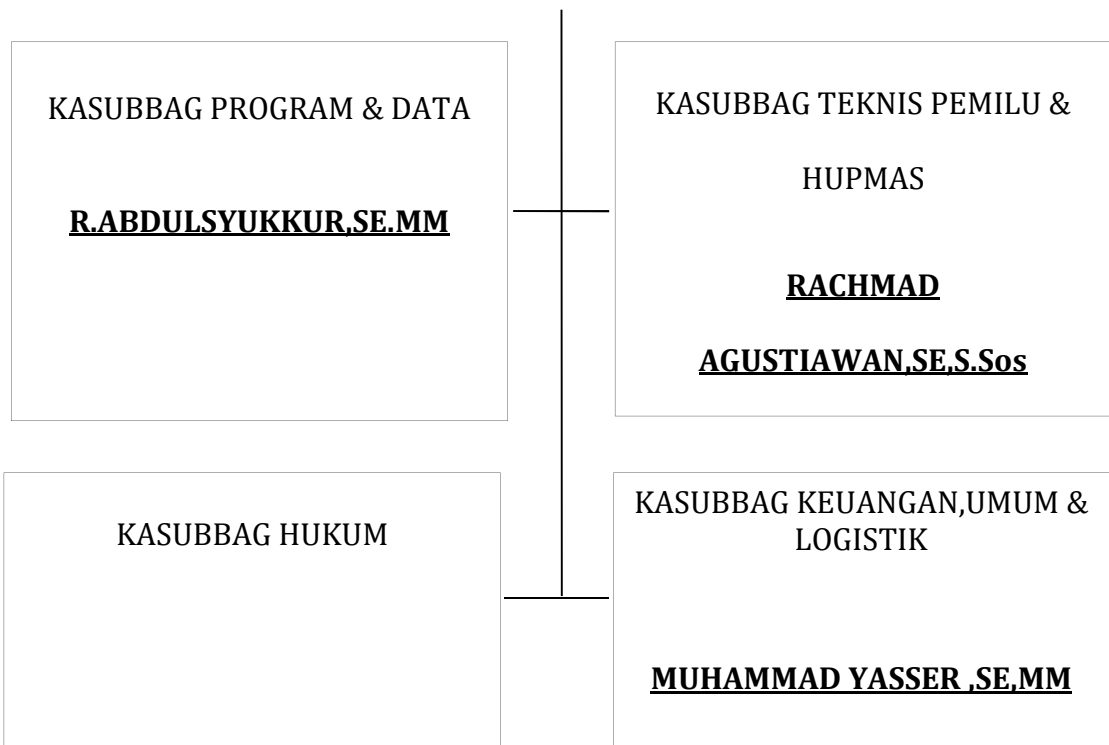 KASUBBAG PROGRAM & DATA
R.ABDULSYUKKUR,SE.MM
KASUBBAG TEKNIS PEMILU &
HUPMAS
RACHMAD
AGUSTIAWAN,SE,S.Sos
KASUBBAG HUKUM
KASUBBAG KEUANGAN,UMUM &
LOGISTIK
MUHAMMAD YASSER ,SE,MM